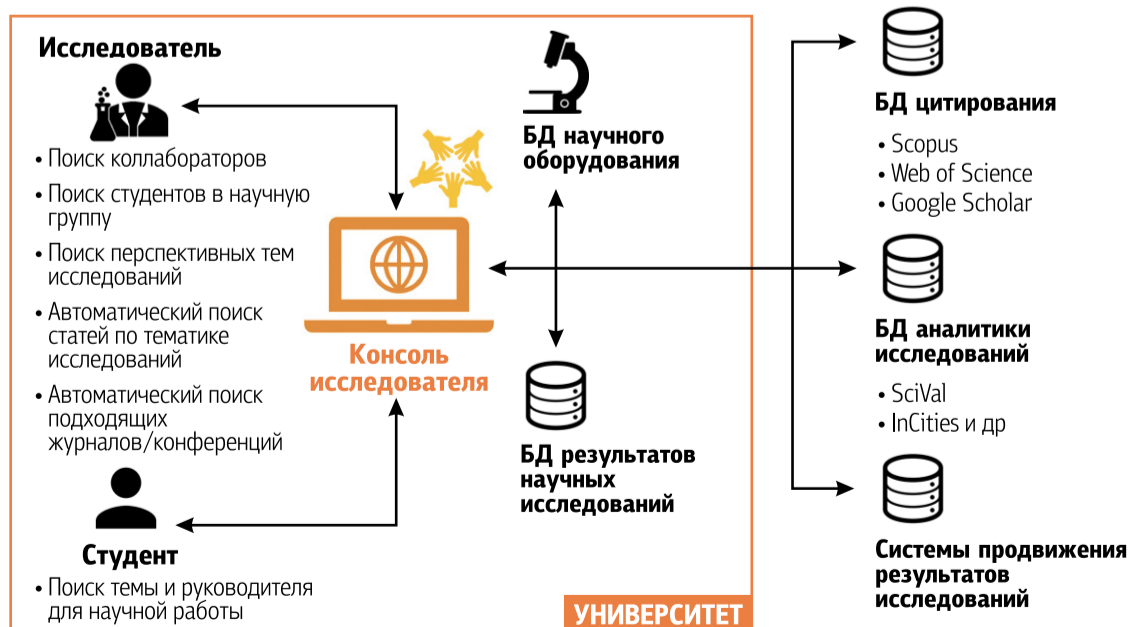 Исследователь
• Поиск коллабораторов
• Поиск студентов в научную
группу
• Поиск перспективных тем
исследований
• Автоматический поиск
статей по тематике
исследований
• Автоматический поиск
подходящих
журналов/конференций
Студент
• Поиск темы и руководителя
для научной работы
Консоль
исследователя
БД научного
оборудования
БД результатов
научных
исследований
УНИВЕРСИТЕТ
БД цитирования
• Scopus
• Web of Science
• Google Scholar
БД аналитики
исследований
• SciVal
• InCities и др
Системы продвижения
результатов
исследований